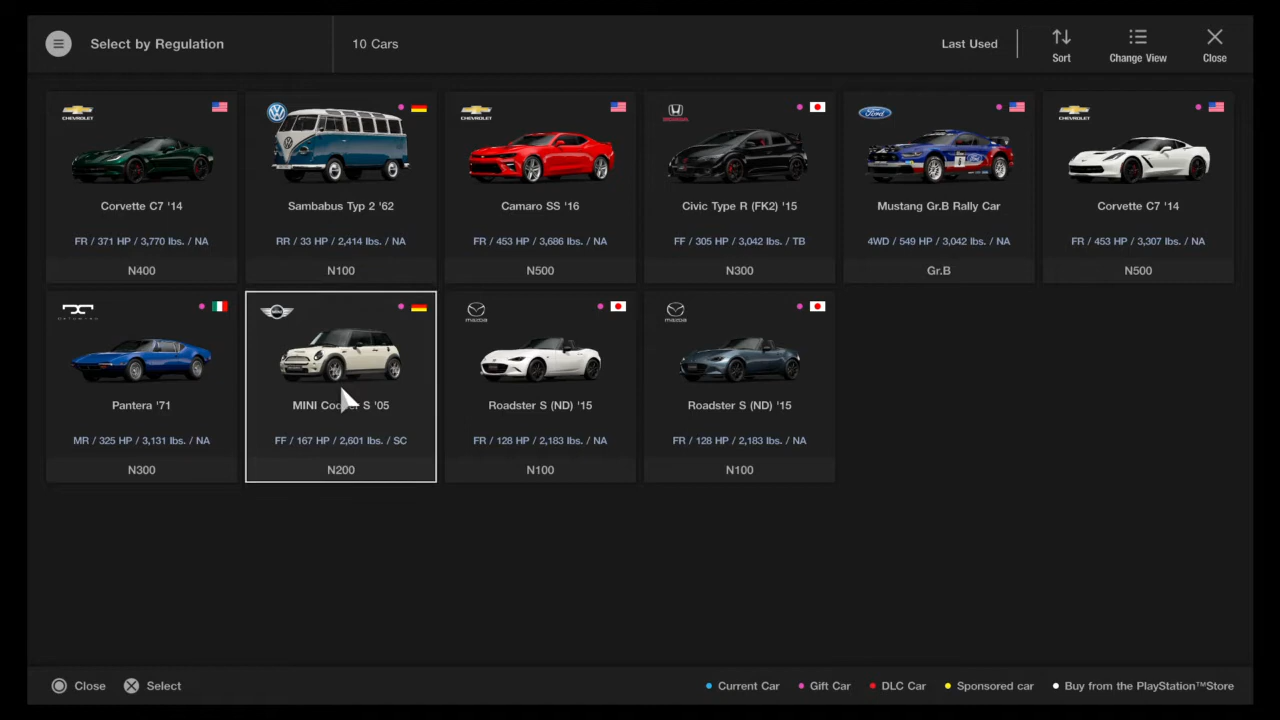 Select by Regulation
10 Cars
Last Used
Sort
Change View
Close
CHEVROLET
Corvette C7 '14
FR / 371 HP / 3,770 lbs. / NA
N400
Sambabus Typ 2 '62
RR / 33 HP / 2,414 lbs. / NA
N100
CHEVROLET
Camaro SS '16
FR / 453 HP / 3,686 lbs. / NA
N500
HONDA
Civic Type R (FK2) '15
FF / 305 HP / 3,042 lbs. / TB
N300
Ford
Mustang Gr.B Rally Car
4WD / 549 HP / 3,042 lbs. / NA
Gr.B
CHEVROLET
Corvette C7 '14
FR / 453 HP / 3,307 lbs. / NA
N500
Pantera '71
MR / 325 HP / 3,131 lbs. / NA
N300
MINI Cooper S '05
FF / 167 HP / 2,601 lbs. / SC
N200
mazda
Roadster S (ND) '15
FR / 128 HP / 2,183 lbs. / NA
N100
mazda
Roadster S (ND) '15
FR / 128 HP / 2,183 lbs. / NA
N100
Close
Select
Current Car
Gift Car
DLC Car
Sponsored car
Buy from the PlayStation™Store